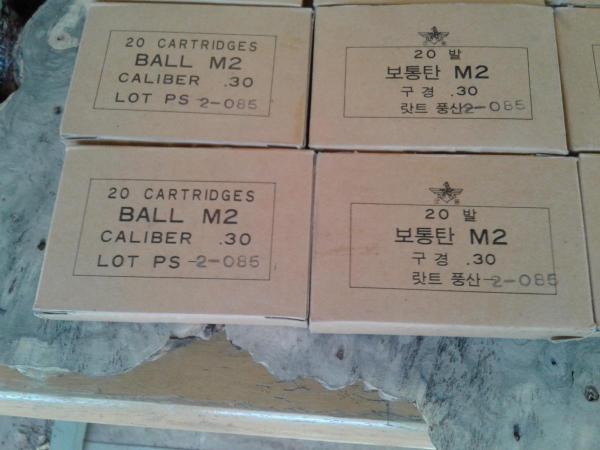 20 CARTRIDGES
BALL M2
CALIBER .30
LOT PS 2-085
20 발
보통탄 M2
구경 .30
랏트 풍산 2-085
20 CARTRIDGES
BALL M2
CALIBER .30
LOT PS 2-085
20 발
보통탄 M2
구경 .30
랏트 풍산 2-085